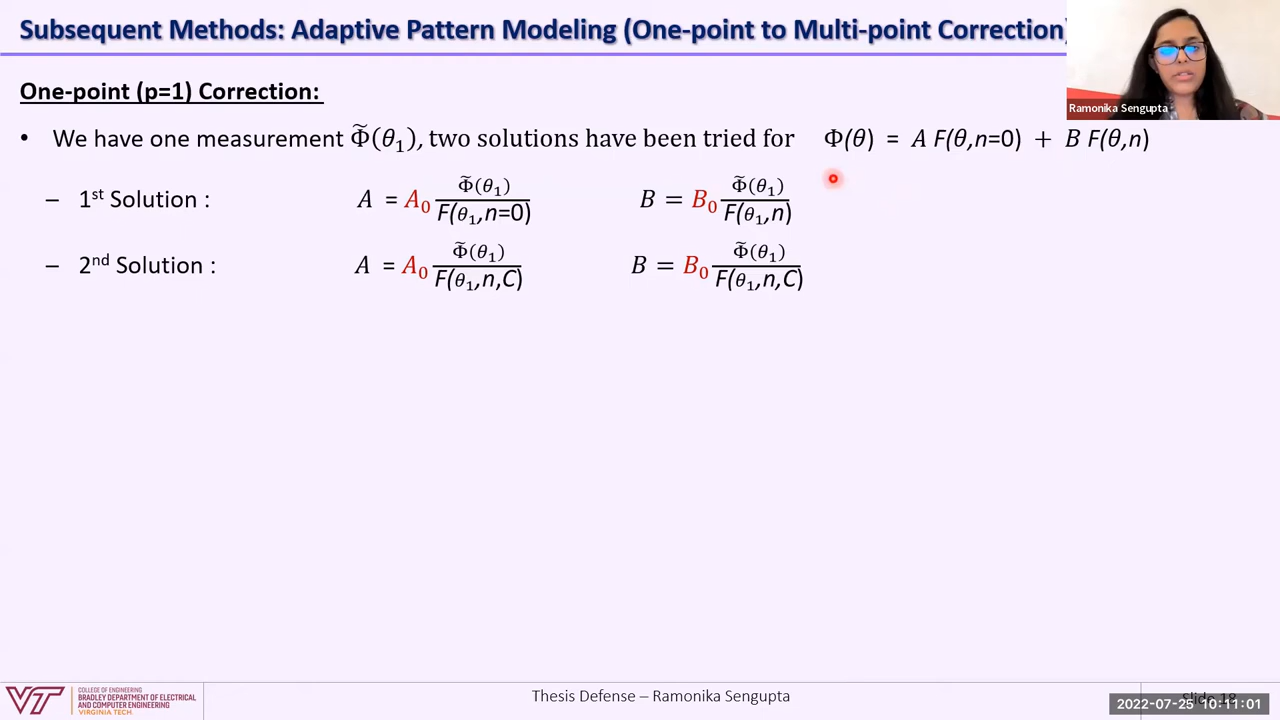 Subsequent Methods: Adaptive Pattern Modeling (One-point to Multi-point Correction)
Ramonika Sengupta
One-point (p=1) Correction:
• We have one measurement Φ̃(θ₁), two solutions have been tried for Φ(θ) = A F(θ,n=0) + B F(θ,n)
– 1st Solution : A = A₀ Φ̃(θ₁)/F(θ₁,n=0) B = B₀ Φ̃(θ₁)/F(θ₁,n)
– 2nd Solution : A = A₀ Φ̃(θ₁)/F(θ₁,n,C) B = B₀ Φ̃(θ₁)/F(θ₁,n,C)
VT
COLLEGE OF ENGINEERING
BRADLEY DEPARTMENT OF ELECTRICAL
AND COMPUTER ENGINEERING
VIRGINIA TECH
Thesis Defense – Ramonika Sengupta
2022-07-25 10:11:01